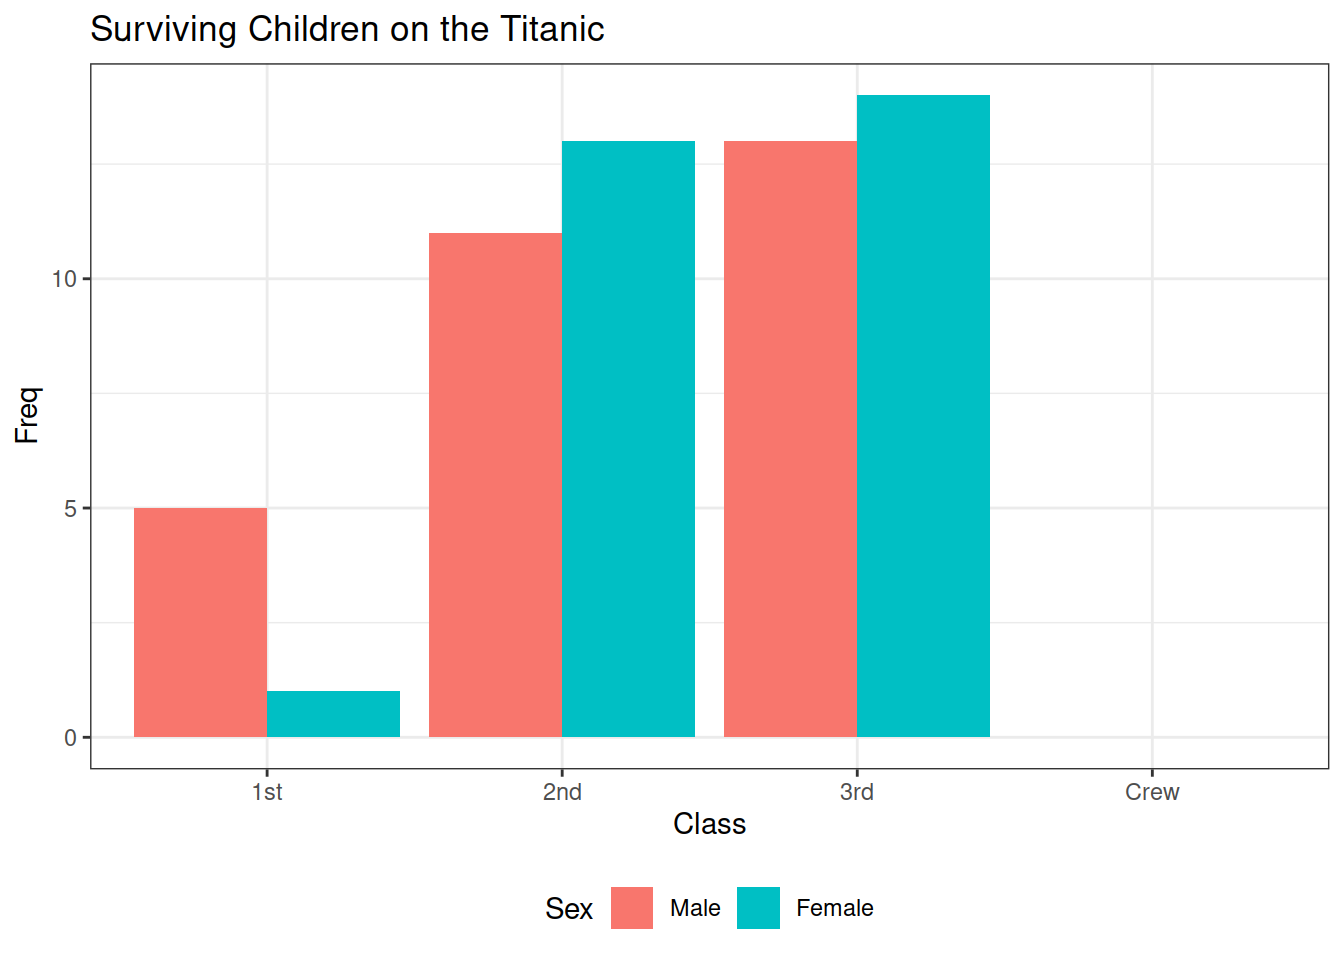 Surviving Children on the Titanic
Freq
10
5
0
1st 2nd 3rd Crew
Class
Sex Male Female